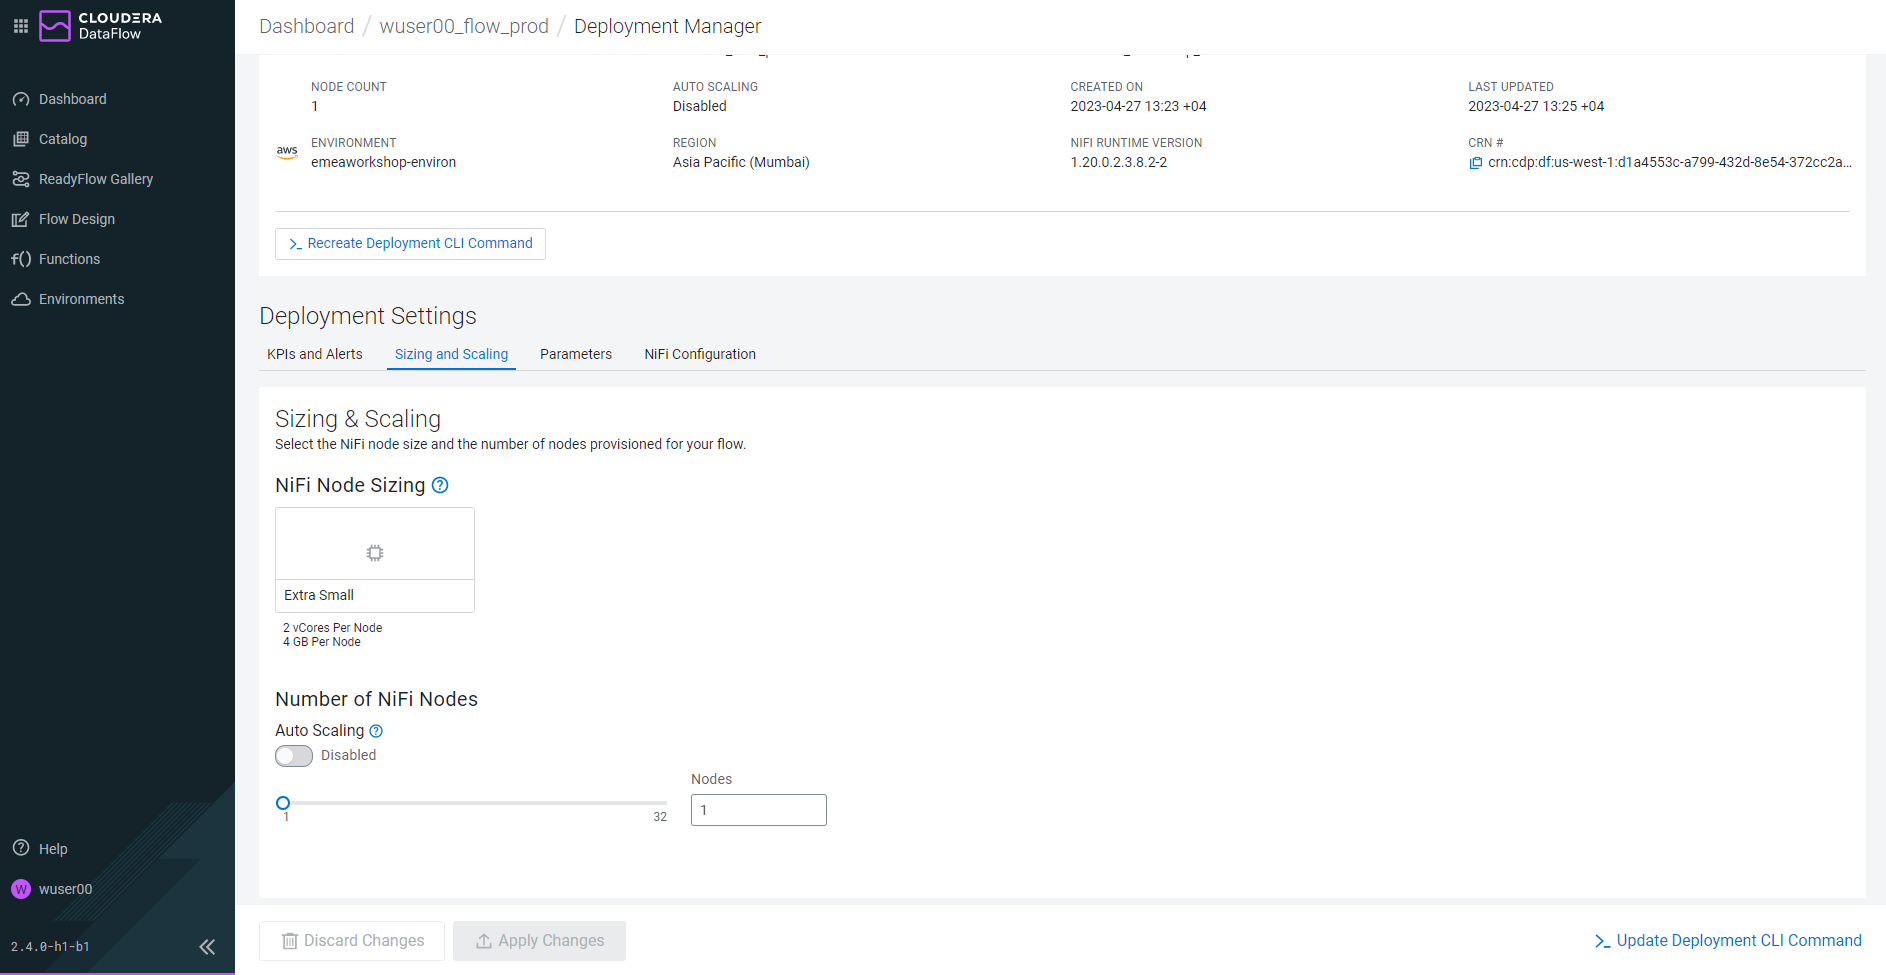 CLOUDERA
DataFlow
Dashboard / wuser00_flow_prod / Deployment Manager
Dashboard
Catalog
ReadyFlow Gallery
Flow Design
f() Functions
Environments
Help
W wuser00
2.4.0-h1-b1
NODE COUNT
1
AUTO SCALING
Disabled
CREATED ON
2023-04-27 13:23 +04
LAST UPDATED
2023-04-27 13:25 +04
aws
ENVIRONMENT
emeaworkshop-environ
REGION
Asia Pacific (Mumbai)
NIFI RUNTIME VERSION
1.20.0.2.3.8.2-2
CRN #
crn:cdp:df:us-west-1:d1a4553c-a799-432d-8e54-372cc2a...
>_ Recreate Deployment CLI Command
Deployment Settings
KPIs and Alerts
Sizing and Scaling
Parameters
NiFi Configuration
Sizing & Scaling
Select the NiFi node size and the number of nodes provisioned for your flow.
NiFi Node Sizing ?
Extra Small
2 vCores Per Node
4 GB Per Node
Number of NiFi Nodes
Auto Scaling ?
Disabled
1
32
Nodes
1
Discard Changes
Apply Changes
>_ Update Deployment CLI Command